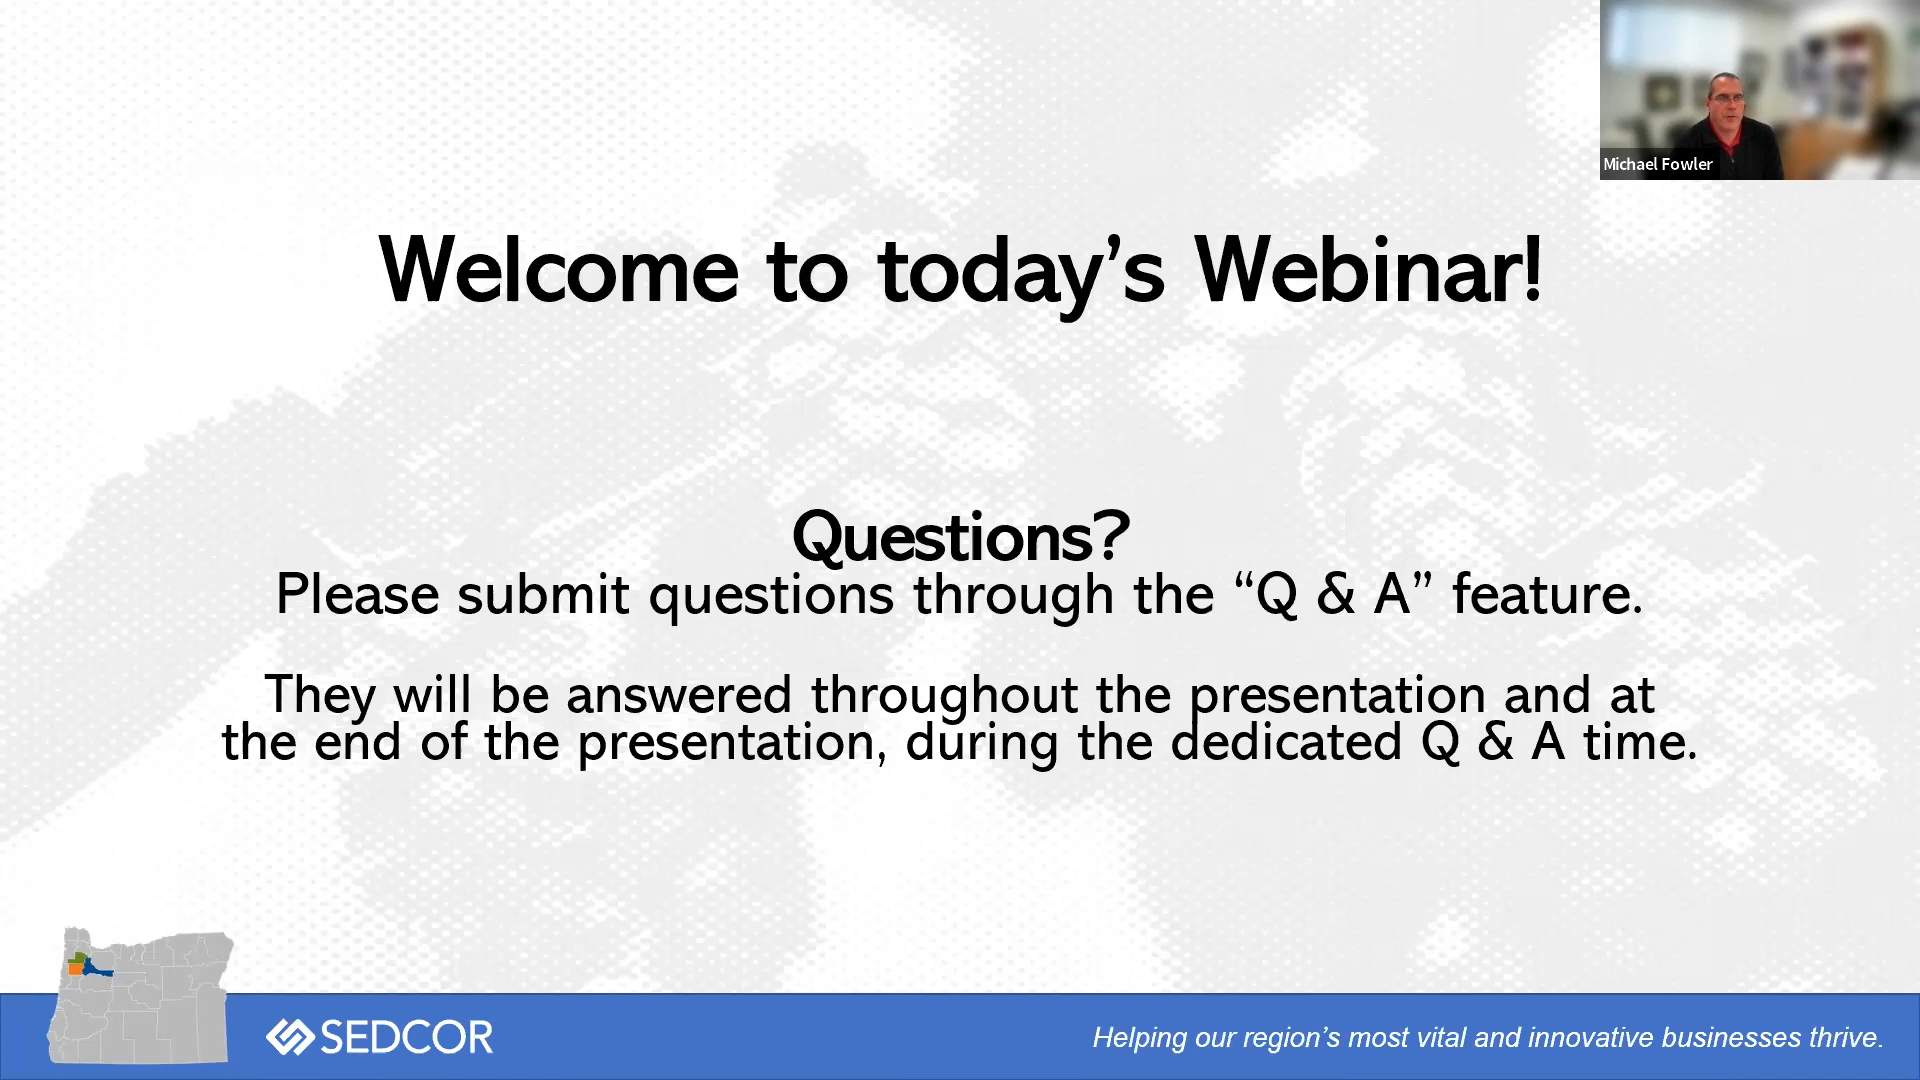 Michael Fowler
Welcome to today’s Webinar!
Questions?
Please submit questions through the “Q & A” feature.
They will be answered throughout the presentation and at
the end of the presentation, during the dedicated Q & A time.
SEDCOR
Helping our region’s most vital and innovative businesses thrive.